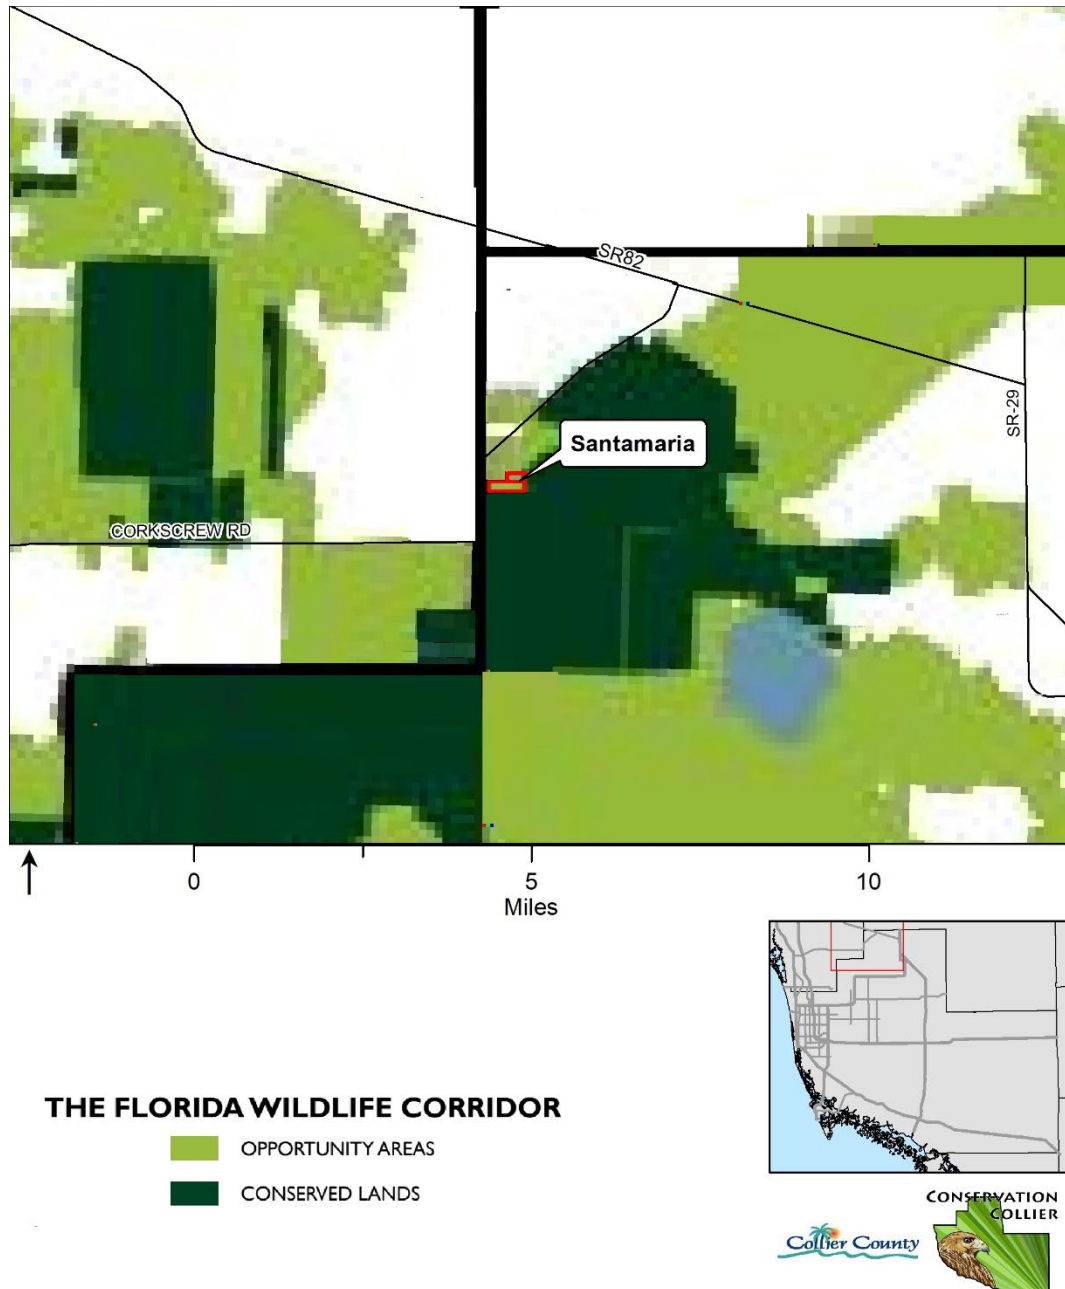 SR82
Santamaria
SR-29
CORKSCREW RD
0
5
10
Miles
THE FLORIDA WILDLIFE CORRIDOR
OPPORTUNITY AREAS
CONSERVED LANDS
CONSERVATION
COLLIER
Collier County